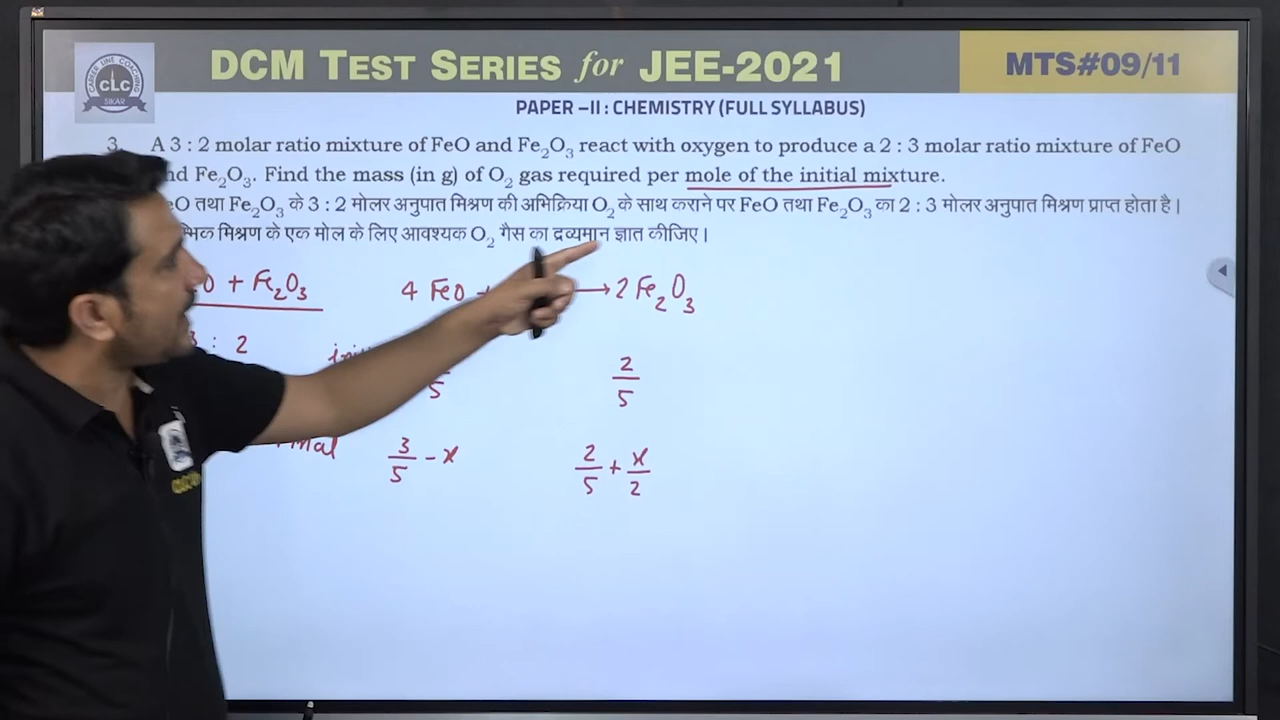 DCM TEST SERIES for JEE-2021
MTS#09/11
CAREER LINE COACHING
CLC
SIKAR
PAPER –II : CHEMISTRY (FULL SYLLABUS)
3. A 3 : 2 molar ratio mixture of FeO and Fe₂O₃ react with oxygen to produce a 2 : 3 molar ratio mixture of FeO
Fe₂O₃. Find the mass (in g) of O₂ gas required per mole of the initial mixture.
तथा Fe₂O₃ के 3 : 2 मोलर अनुपात मिश्रण की अभिक्रिया O₂ के साथ कराने पर FeO तथा Fe₂O₃ का 2 : 3 मोलर अनुपात मिश्रण प्राप्त होता है।
मिश्रण के एक मोल के लिए आवश्यक O₂ गैस का द्रव्यमान ज्ञात कीजिए।
+ Fe₂O₃
4 FeO + → 2 Fe₂O₃
: 2
5
2/5
3/5 - x
2/5 + x/2